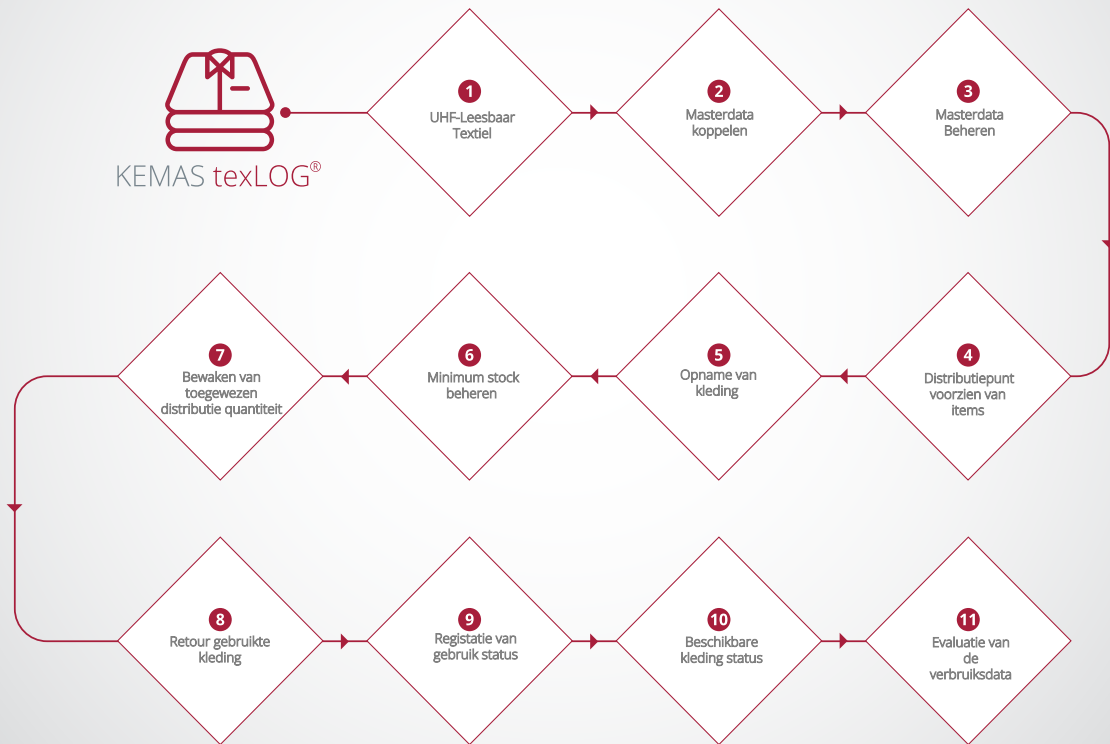 KEMAS texLOG®
1
UHF-Leesbaar
Textiel
2
Masterdata
koppelen
3
Masterdata
Beheren
4
Distributiepunt
voorzien van
items
5
Opname van
kleding
6
Minimum stock
beheren
7
Bewaken van
toegewezen
distributie quantiteit
8
Retour gebruikte
kleding
9
Registatie van
gebruik status
10
Beschikbare
kleding status
11
Evaluatie van
de
verbruiksdata